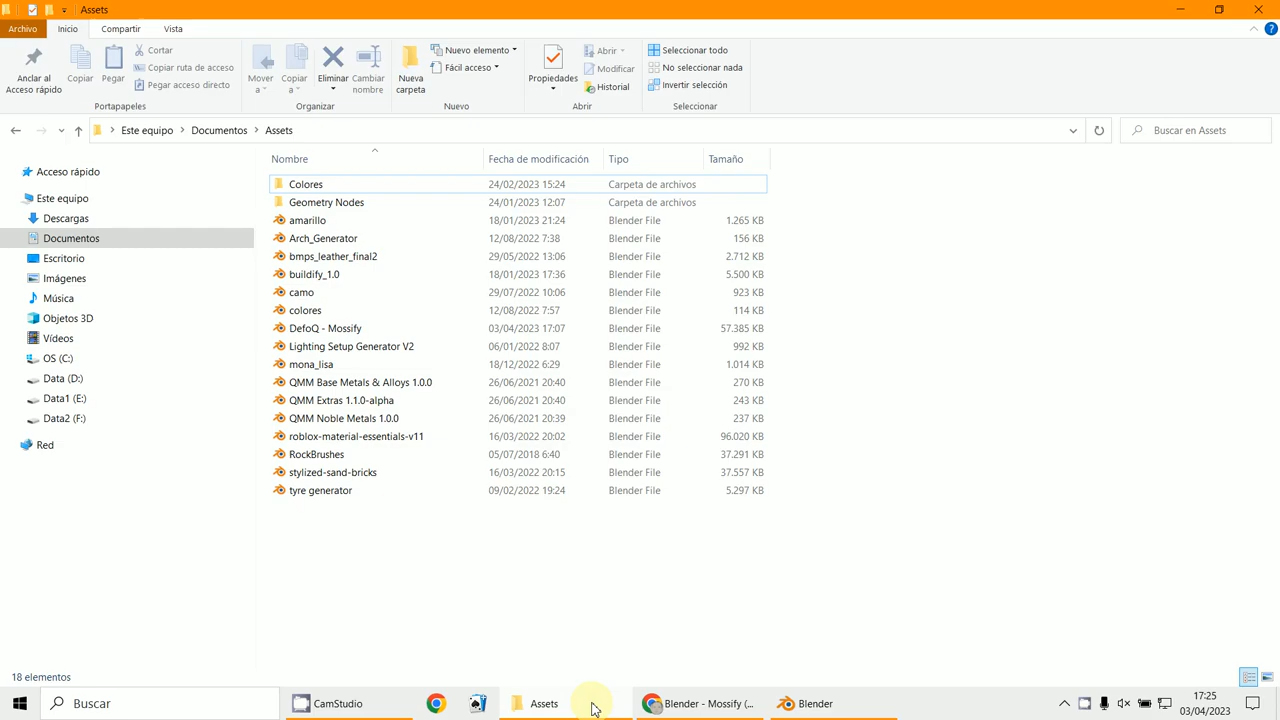 Assets
Archivo Inicio Compartir Vista
Anclar al Acceso rápido
Copiar
Pegar
Cortar
Copiar ruta de acceso
Pegar acceso directo
Portapapeles
Mover a
Copiar a
Eliminar
Cambiar nombre
Organizar
Nueva carpeta
Nuevo elemento
Fácil acceso
Nuevo
Propiedades
Abrir
Modificar
Historial
Abrir
Seleccionar todo
No seleccionar nada
Invertir selección
Seleccionar
Este equipo > Documentos > Assets
Buscar en Assets
Acceso rápido
Este equipo
Descargas
Documentos
Escritorio
Imágenes
Música
Objetos 3D
Vídeos
OS (C:)
Data (D:)
Data1 (E:)
Data2 (F:)
Red
Nombre Fecha de modificación Tipo Tamaño
Colores 24/02/2023 15:24 Carpeta de archivos
Geometry Nodes 24/01/2023 12:07 Carpeta de archivos
amarillo 18/01/2023 21:24 Blender File 1.265 KB
Arch_Generator 12/08/2022 7:38 Blender File 156 KB
bmps_leather_final2 29/05/2022 13:06 Blender File 2.712 KB
buildify_1.0 18/01/2023 17:36 Blender File 5.500 KB
camo 29/07/2022 10:06 Blender File 923 KB
colores 12/08/2022 7:57 Blender File 114 KB
DefoQ - Mossify 03/04/2023 17:07 Blender File 57.385 KB
Lighting Setup Generator V2 06/01/2022 8:07 Blender File 992 KB
mona_lisa 18/12/2022 6:29 Blender File 1.014 KB
QMM Base Metals & Alloys 1.0.0 26/06/2021 20:40 Blender File 270 KB
QMM Extras 1.1.0-alpha 26/06/2021 20:40 Blender File 243 KB
QMM Noble Metals 1.0.0 26/06/2021 20:39 Blender File 237 KB
roblox-material-essentials-v11 16/03/2022 20:02 Blender File 96.020 KB
RockBrushes 05/07/2018 6:40 Blender File 37.291 KB
stylized-sand-bricks 16/03/2022 20:15 Blender File 37.557 KB
tyre generator 09/02/2022 19:24 Blender File 5.297 KB
18 elementos
Buscar
CamStudio
Assets
Blender - Mossify (...
Blender
17:25
03/04/2023